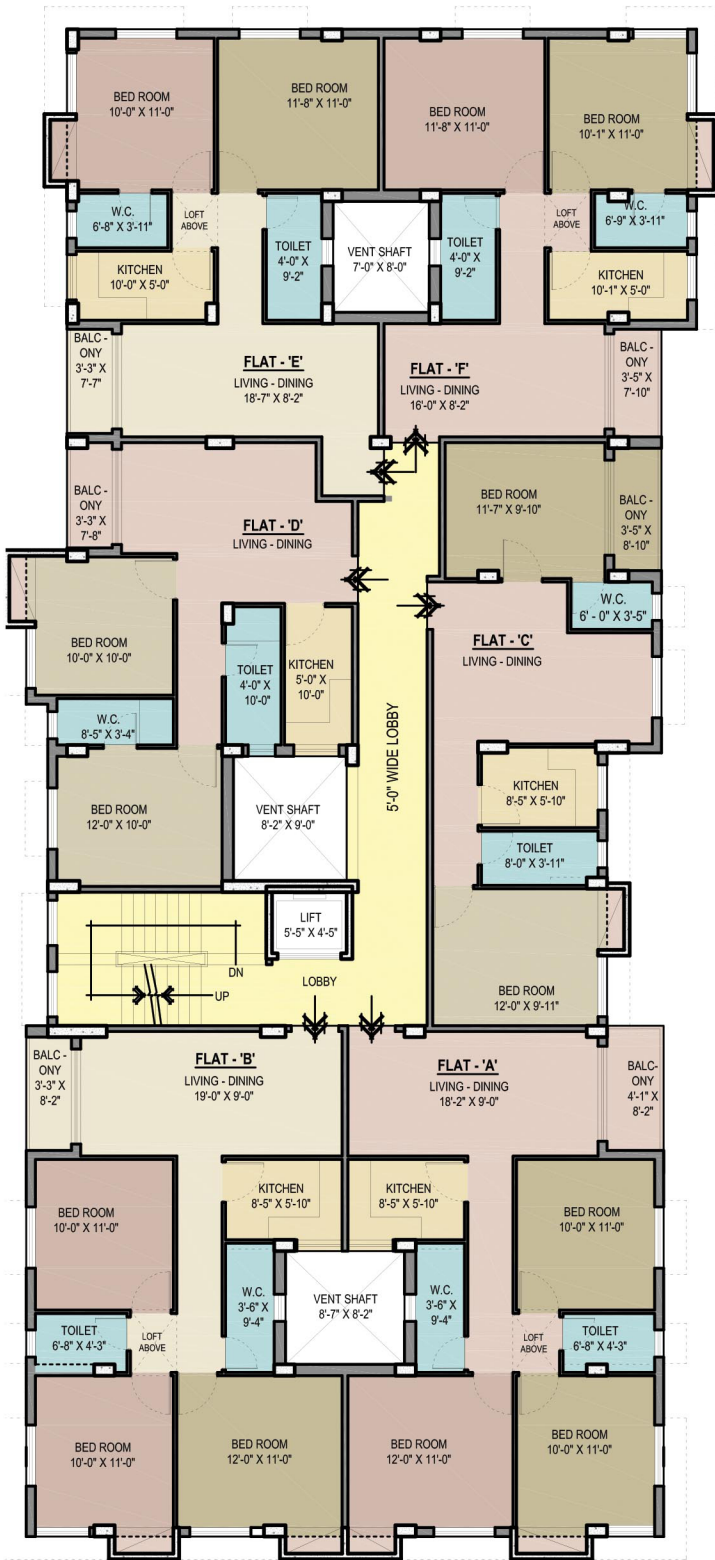 BED ROOM
10'-0" X 11'-0"
BED ROOM
11'-8" X 11'-0"
BED ROOM
11'-8" X 11'-0"
BED ROOM
10'-1" X 11'-0"
W.C.
6'-8" X 3'-11"
LOFT
ABOVE
TOILET
4'-0" X
9'-2"
VENT SHAFT
7'-0" X 8'-0"
TOILET
4'-0" X
9'-2"
LOFT
ABOVE
W.C.
6'-9" X 3'-11"
KITCHEN
10'-0" X 5'-0"
KITCHEN
10'-1" X 5'-0"
BALC -
ONY
3'-3" X
7'-7"
FLAT - 'E'
LIVING - DINING
18'-7" X 8'-2"
FLAT - 'F'
LIVING - DINING
16'-0" X 8'-2"
BALC -
ONY
3'-5" X
7'-10"
BALC -
ONY
3'-3" X
7'-8"
FLAT - 'D'
LIVING - DINING
BED ROOM
11'-7" X 9'-10"
BALC -
ONY
3'-5" X
8'-10"
W.C.
6' - 0" X 3'-5"
BED ROOM
10'-0" X 10'-0"
TOILET
4'-0" X
10'-0"
KITCHEN
5'-0" X
10'-0"
FLAT - 'C'
LIVING - DINING
W.C.
8'-5" X 3'-4"
5'-0" WIDE LOBBY
BED ROOM
12'-0" X 10'-0"
VENT SHAFT
8'-2" X 9'-0"
KITCHEN
8'-5" X 5'-10"
TOILET
8'-0" X 3'-11"
LIFT
5'-5" X 4'-5"
DN
UP
LOBBY
BED ROOM
12'-0" X 9'-11"
BALC -
ONY
3'-3" X
8'-2"
FLAT - 'B'
LIVING - DINING
19'-0" X 9'-0"
FLAT - 'A'
LIVING - DINING
18'-2" X 9'-0"
BALC-
ONY
4'-1" X
8'-2"
BED ROOM
10'-0" X 11'-0"
KITCHEN
8'-5" X 5'-10"
KITCHEN
8'-5" X 5'-10"
BED ROOM
10'-0" X 11'-0"
W.C.
3'-6" X
9'-4"
VENT SHAFT
8'-7" X 8'-2"
W.C.
3'-6" X
9'-4"
TOILET
6'-8" X 4'-3"
LOFT
ABOVE
LOFT
ABOVE
TOILET
6'-8" X 4'-3"
BED ROOM
10'-0" X 11'-0"
BED ROOM
12'-0" X 11'-0"
BED ROOM
12'-0" X 11'-0"
BED ROOM
10'-0" X 11'-0"